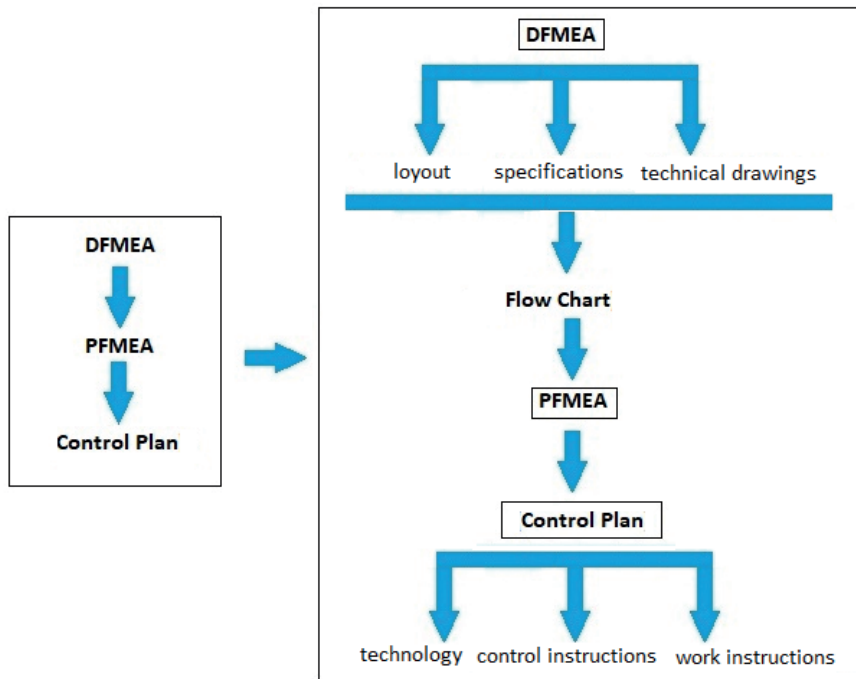 DFMEA
PFMEA
Control Plan
DFMEA
loyout specifications technical drawings
Flow Chart
PFMEA
Control Plan
technology control instructions work instructions